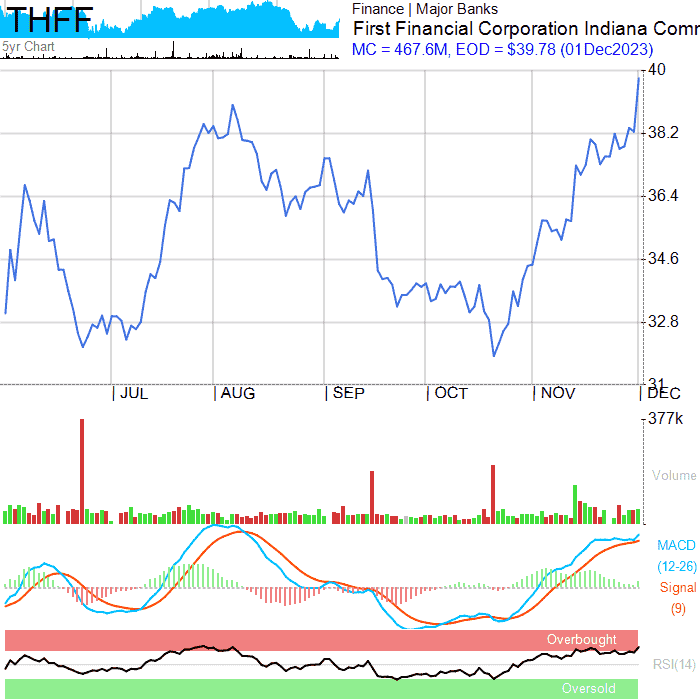 THFF
5yr Chart
Finance | Major Banks
First Financial Corporation Indiana Comm
MC = 467.6M, EOD = $39.78 (01Dec2023)
40
38.2
36.4
34.6
32.8
31
| JUL | AUG | SEP | OCT | NOV | DEC
377k
Volume
MACD
(12-26)
Signal
(9)
Overbought
RSI(14)
Oversold